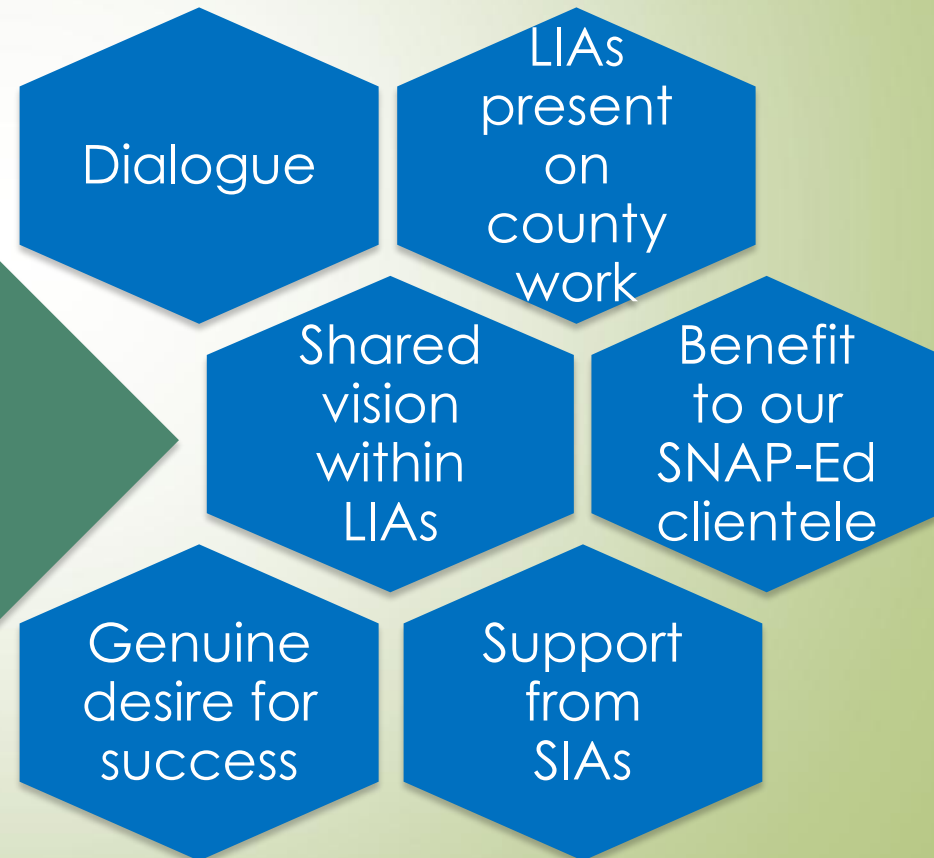 Dialogue
LIAs
present
on
county
work
Shared
vision
within
LIAs
Benefit
to our
SNAP-Ed
clientele
Genuine
desire for
success
Support
from
SIAs